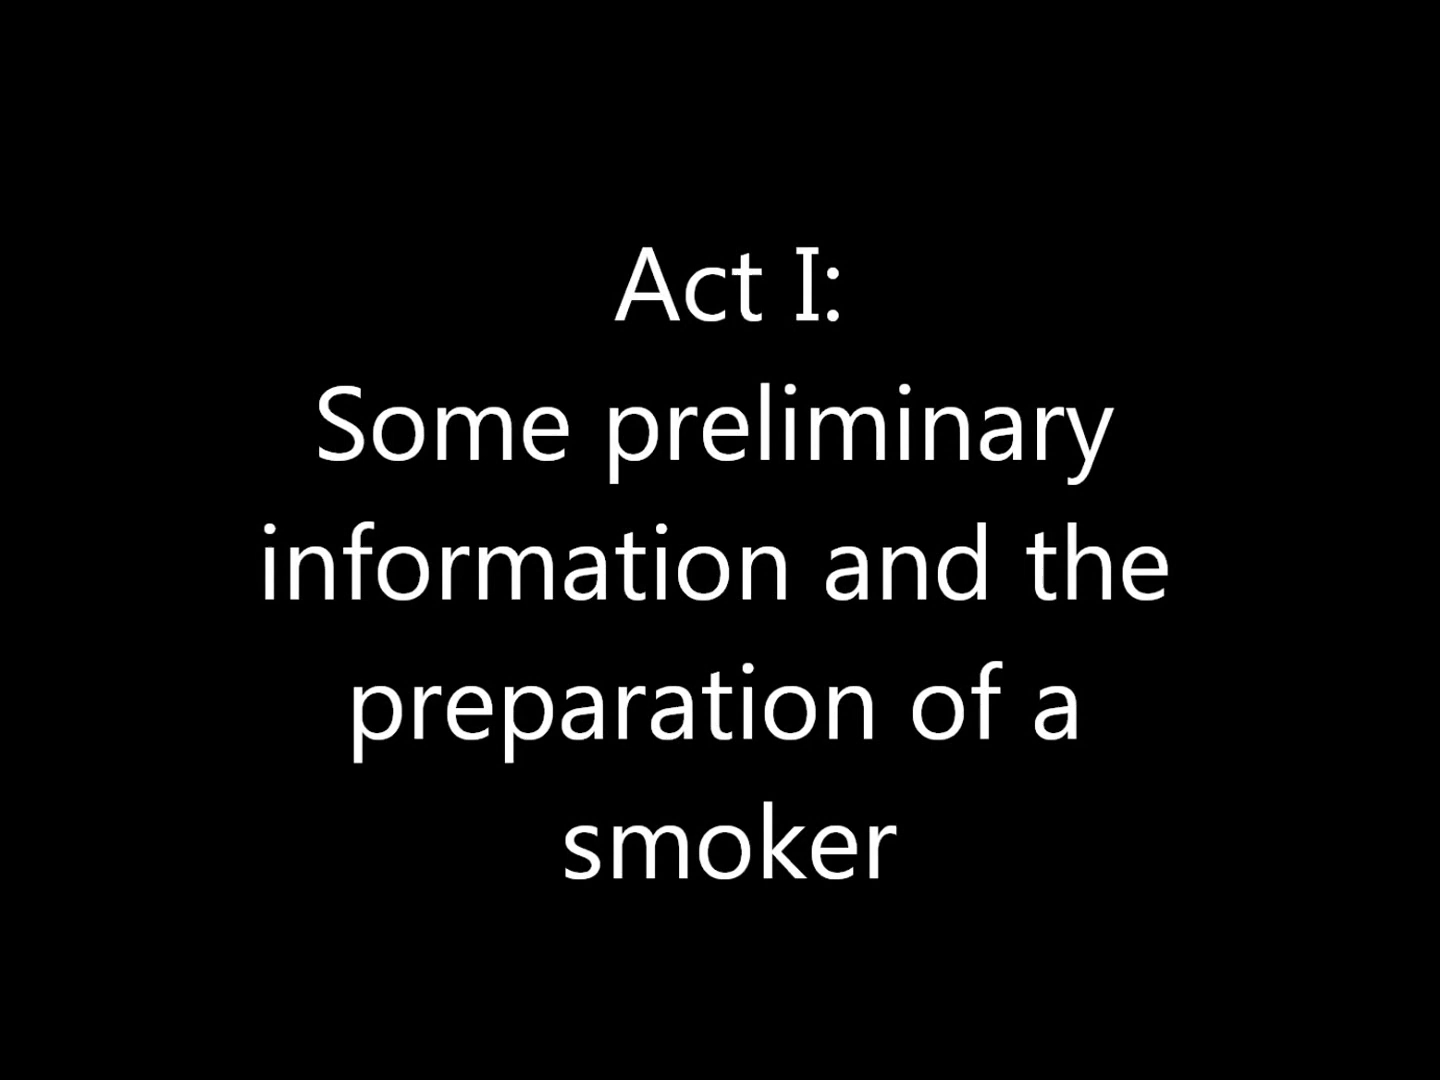 Act I:
Some preliminary
information and the
preparation of a
smoker